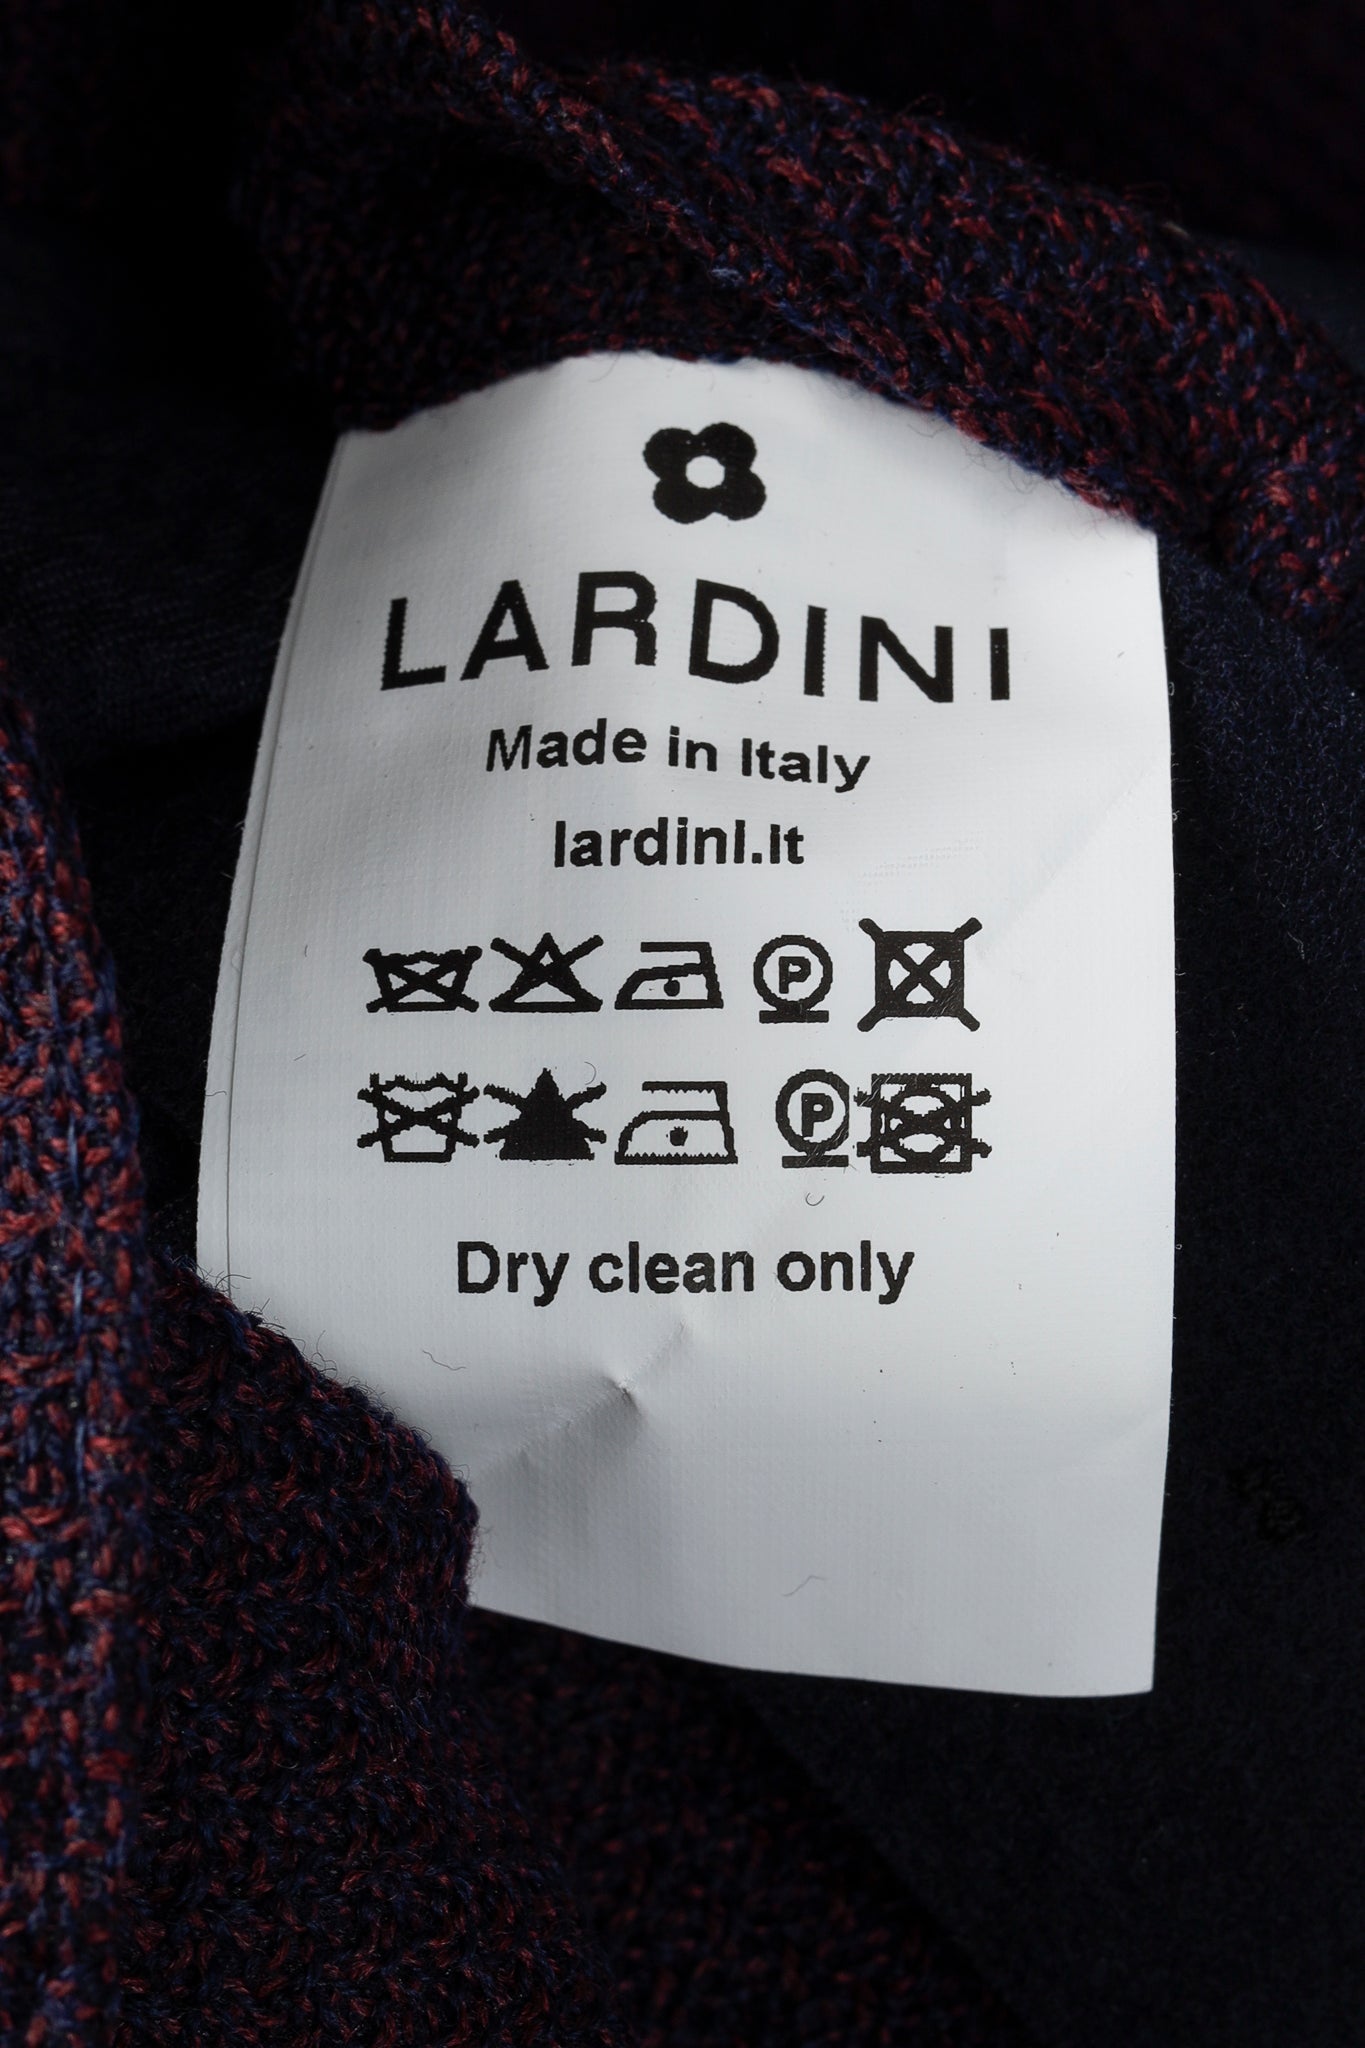 LARDINI
Made in Italy
lardini.it
P
P
Dry clean only